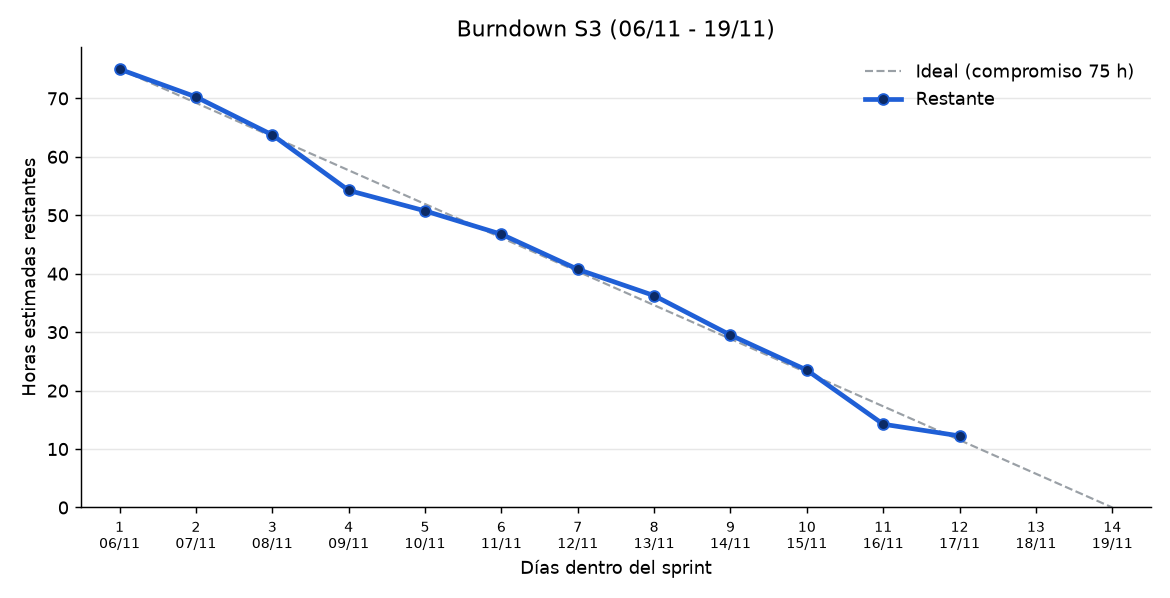 Burndown S3 (06/11 - 19/11)
Ideal (compromiso 75 h)
Restante
Horas estimadas restantes
70
60
50
40
30
20
10
0
1 2 3 4 5 6 7 8 9 10 11 12 13 14
06/11 07/11 08/11 09/11 10/11 11/11 12/11 13/11 14/11 15/11 16/11 17/11 18/11 19/11
Días dentro del sprint